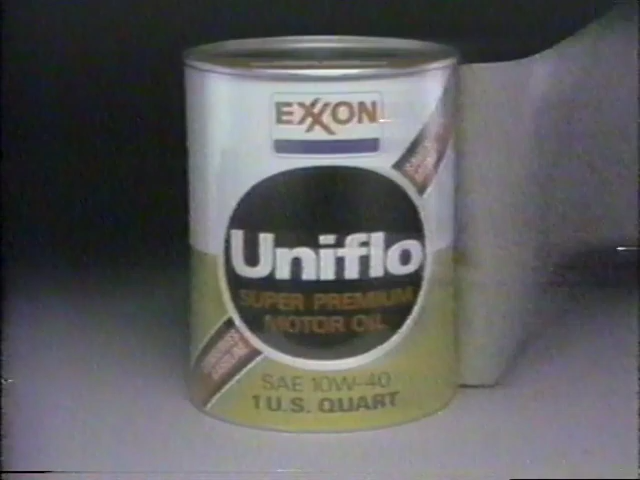 EXXON
Uniflo
SUPER PREMIUM
MOTOR OIL
SAE 10W-40
1 U.S. QUART